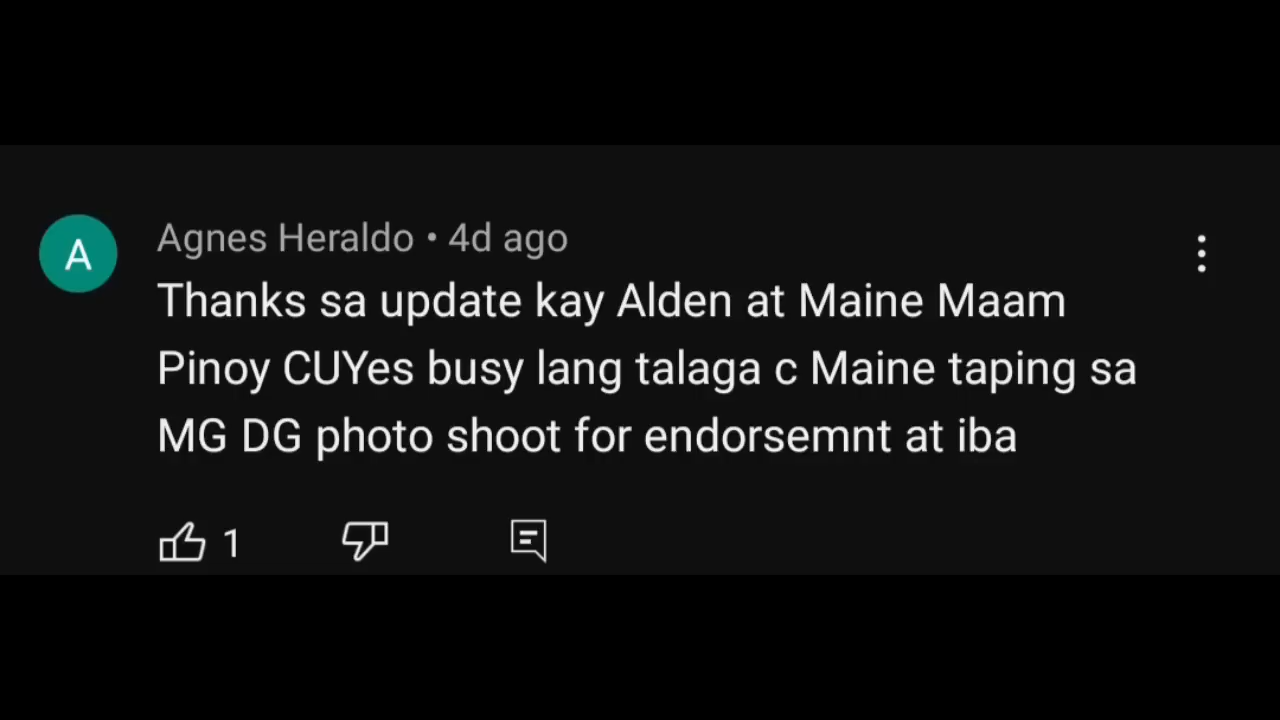 A
Agnes Heraldo • 4d ago
Thanks sa update kay Alden at Maine Maam
Pinoy CUYes busy lang talaga c Maine taping sa
MG DG photo shoot for endorsemnt at iba
1